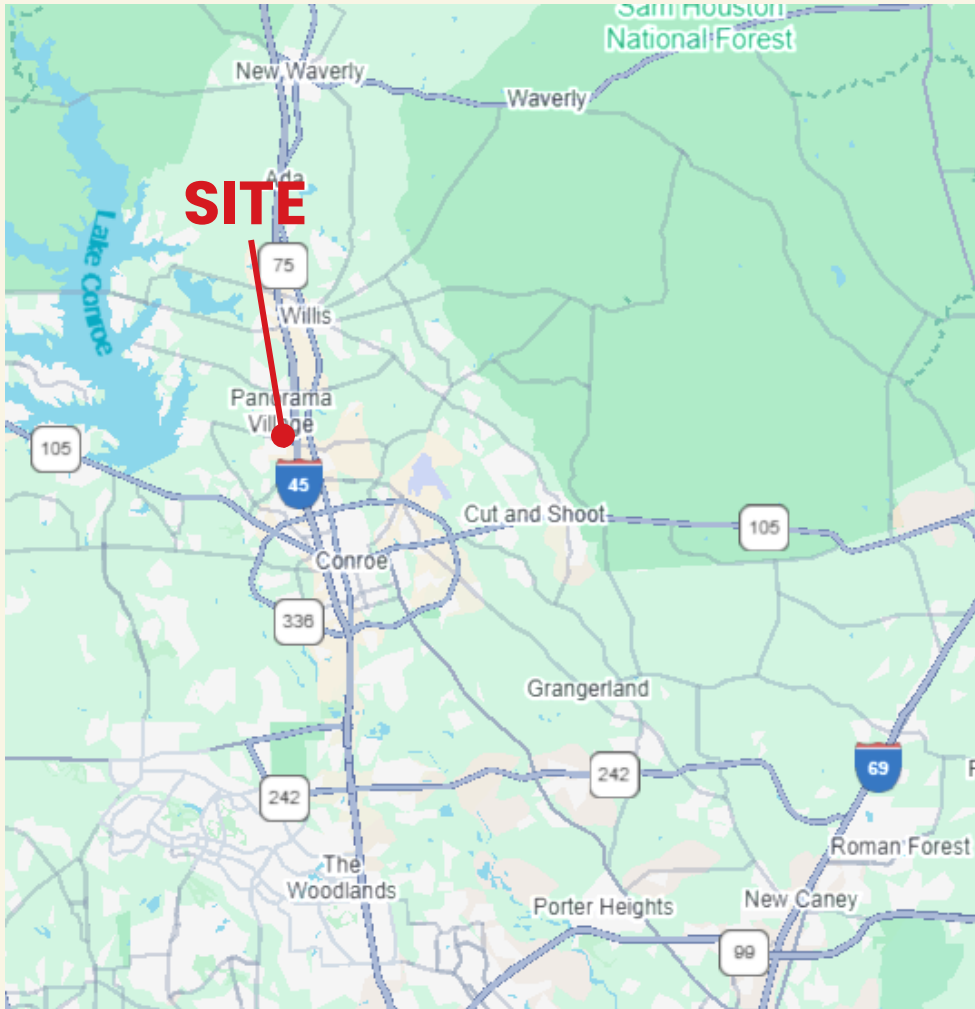 Sam Houston
National Forest
New Waverly
Waverly
Ada
SITE
Lake Conroe
75
Willis
Panorama
Village
105
45
Cut and Shoot
105
Conroe
336
Grangerland
69
242
242
Roman Forest
The
Woodlands
New Caney
Porter Heights
99